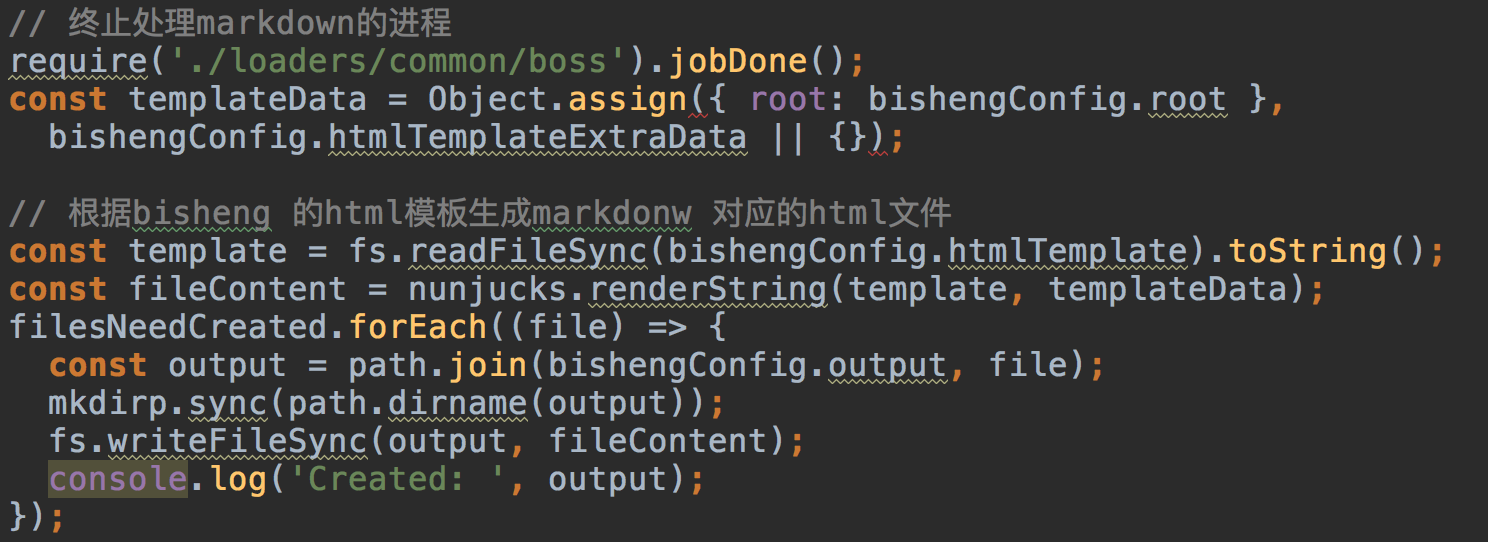 // 终止处理markdown的进程
require('./loaders/common/boss').jobDone();
const templateData = Object.assign({ root: bishengConfig.root },
  bishengConfig.htmlTemplateExtraData || {});

// 根据bisheng 的html模板生成markdonw 对应的html文件
const template = fs.readFileSync(bishengConfig.htmlTemplate).toString();
const fileContent = nunjucks.renderString(template, templateData);
filesNeedCreated.forEach((file) => {
  const output = path.join(bishengConfig.output, file);
  mkdirp.sync(path.dirname(output));
  fs.writeFileSync(output, fileContent);
  console.log('Created: ', output);
});